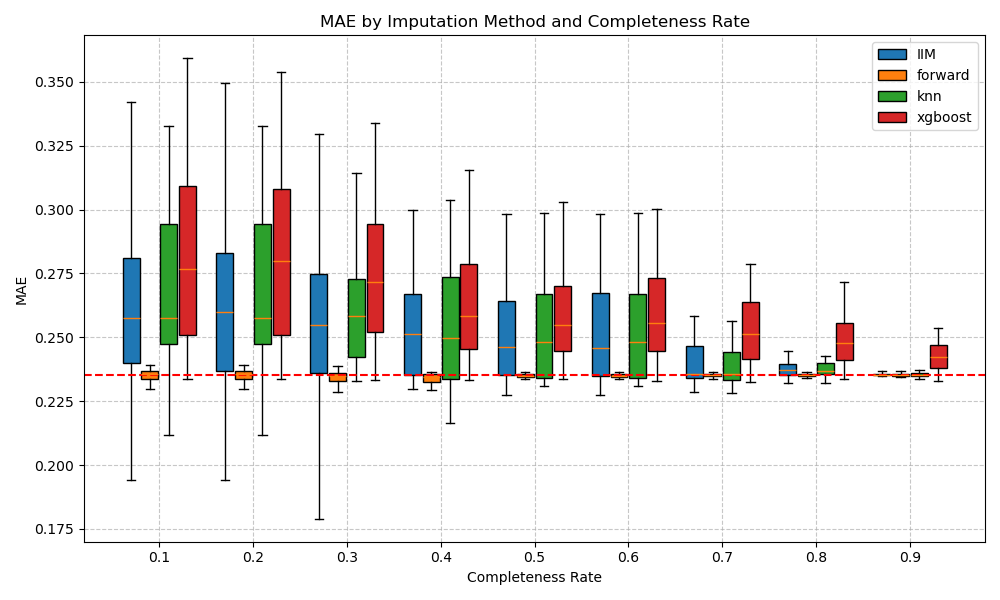 MAE by Imputation Method and Completeness Rate
IIM
forward
knn
xgboost
0.350
0.325
0.300
0.275
0.250
0.225
0.200
0.175
MAE
0.1 0.2 0.3 0.4 0.5 0.6 0.7 0.8 0.9
Completeness Rate